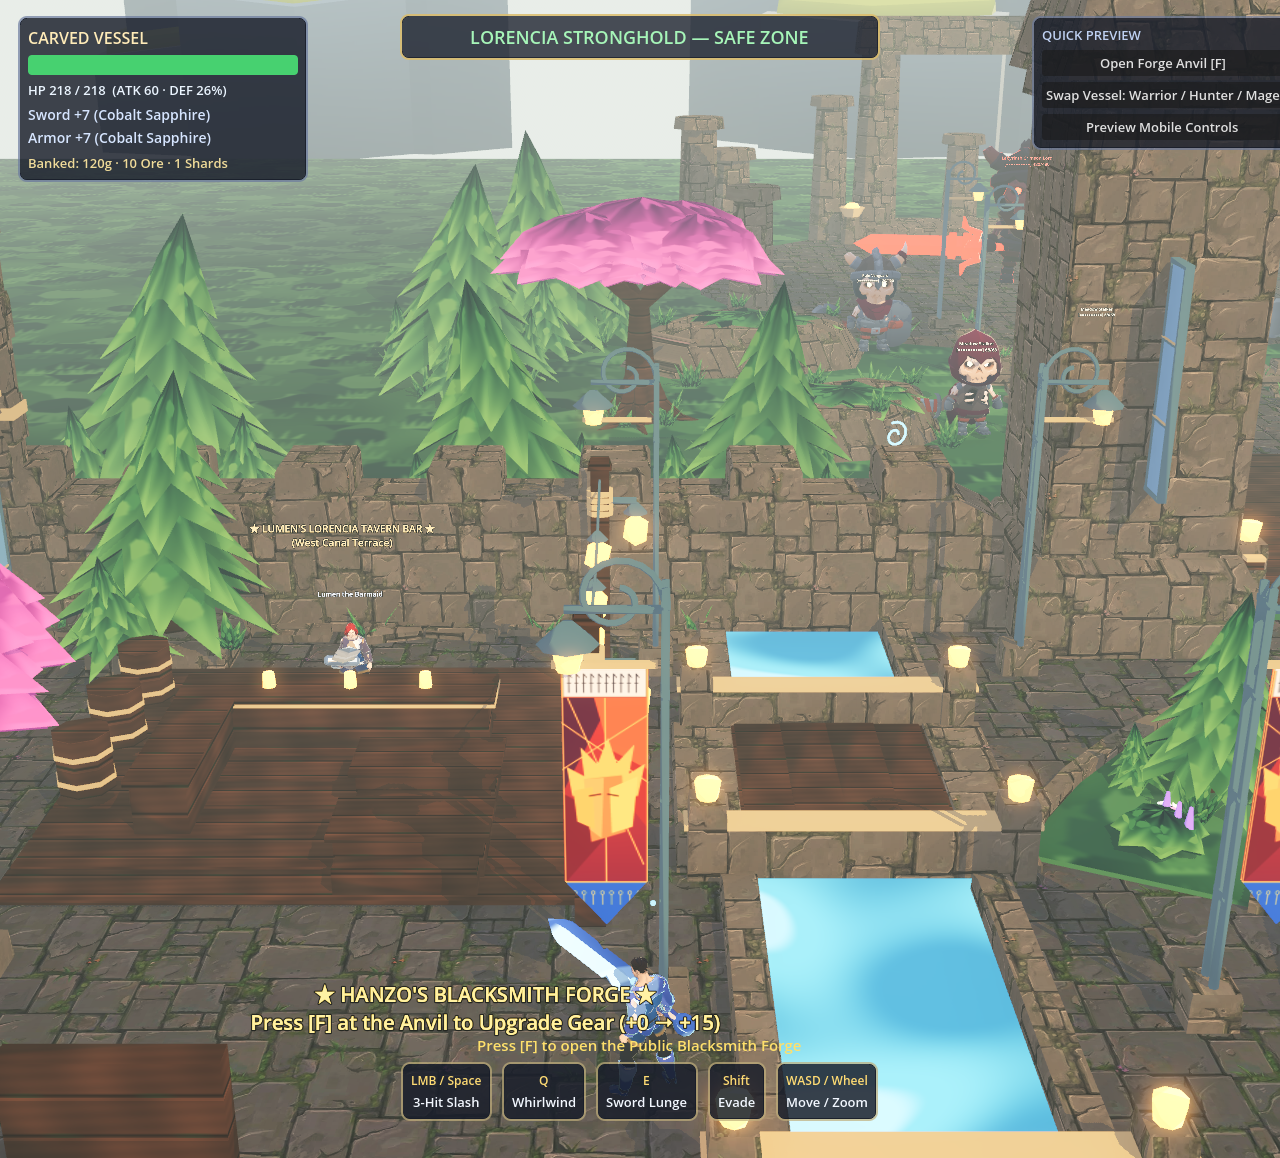 CARVED VESSEL
HP 218 / 218 (ATK 60 · DEF 26%)
Sword +7 (Cobalt Sapphire)
Armor +7 (Cobalt Sapphire)
Banked: 120g · 10 Ore · 1 Shards
LORENCIA STRONGHOLD — SAFE ZONE
QUICK PREVIEW
Open Forge Anvil [F]
Swap Vessel: Warrior / Hunter / Mage
Preview Mobile Controls
★ LUMEN'S LORENCIA TAVERN BAR ★
(West Canal Terrace)
Lumen the Barmaid
★ HANZO'S BLACKSMITH FORGE ★
Press [F] at the Anvil to Upgrade Gear (+0 → +15)
Press [F] to open the Public Blacksmith Forge
LMB / Space
3-Hit Slash
Q
Whirlwind
E
Sword Lunge
Shift
Evade
WASD / Wheel
Move / Zoom